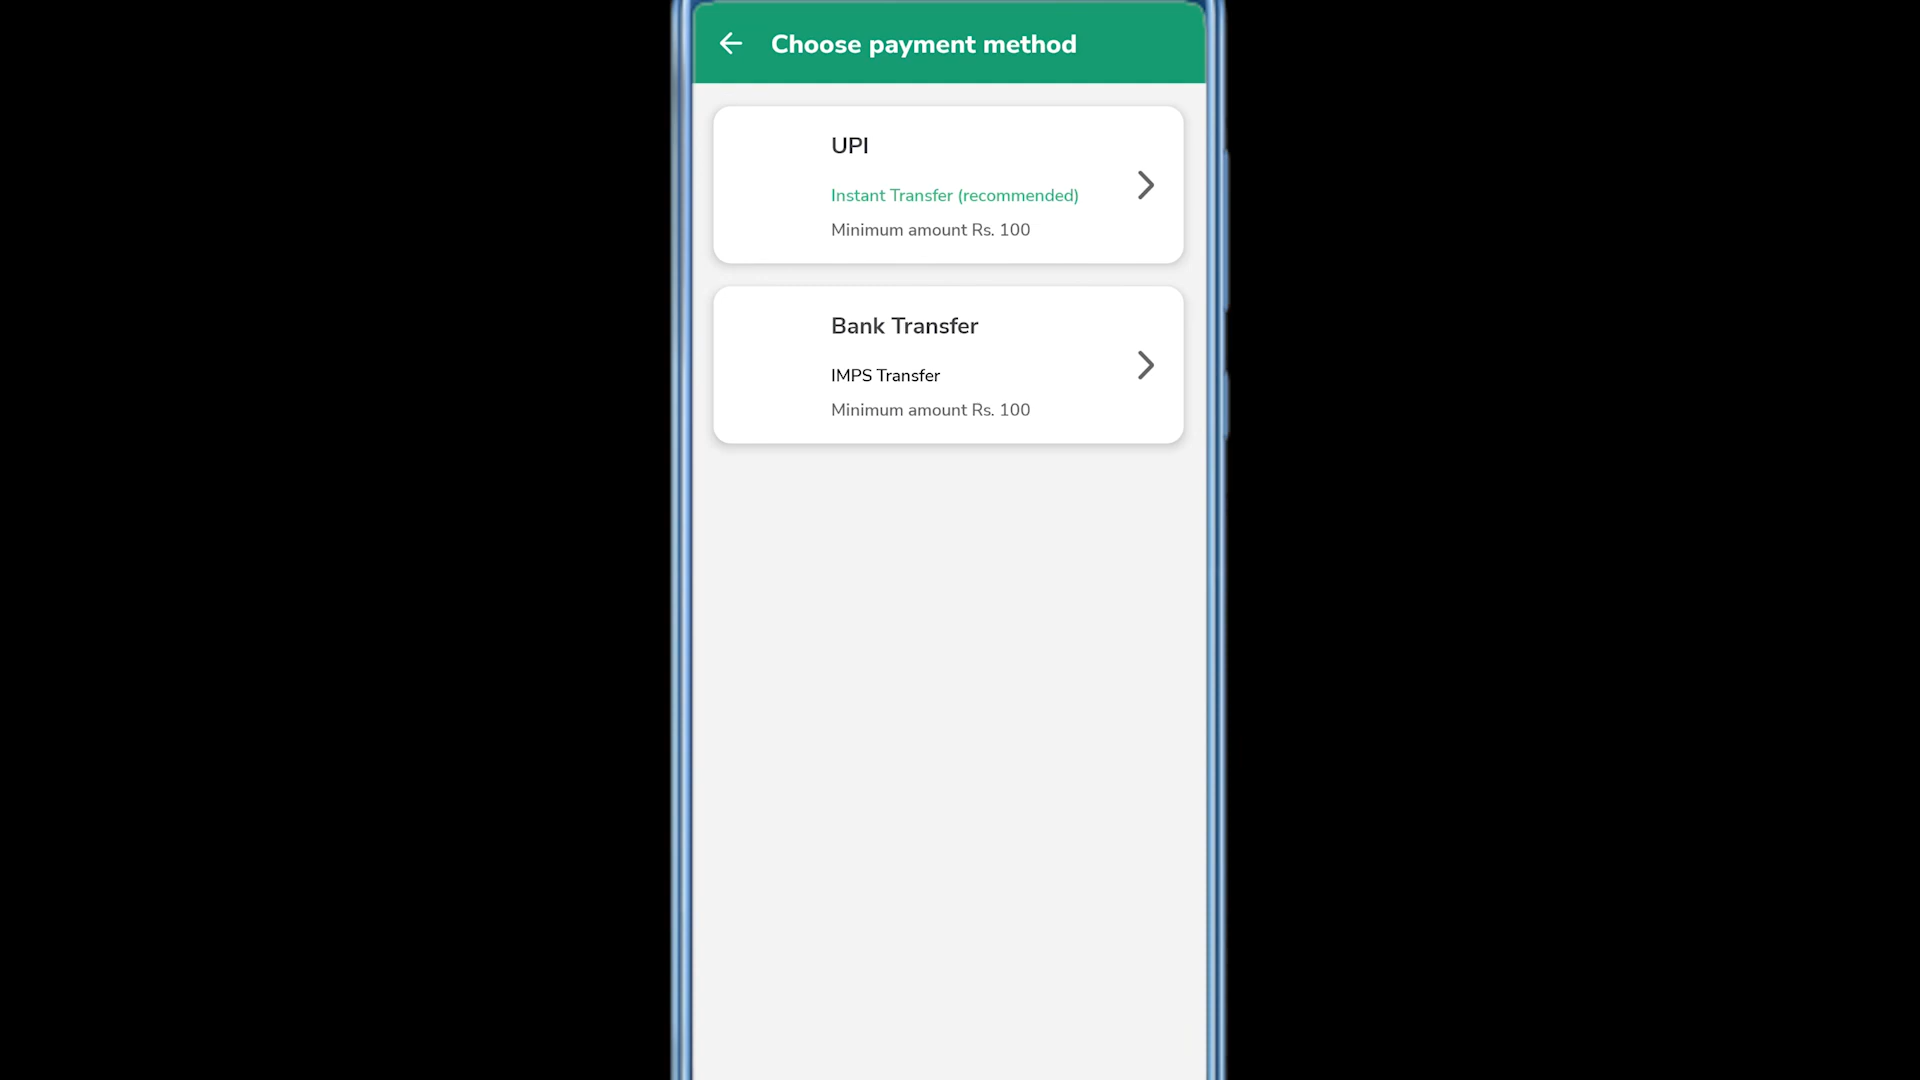 Choose payment method
UPI
Instant Transfer (recommended)
Minimum amount Rs. 100
Bank Transfer
IMPS Transfer
Minimum amount Rs. 100